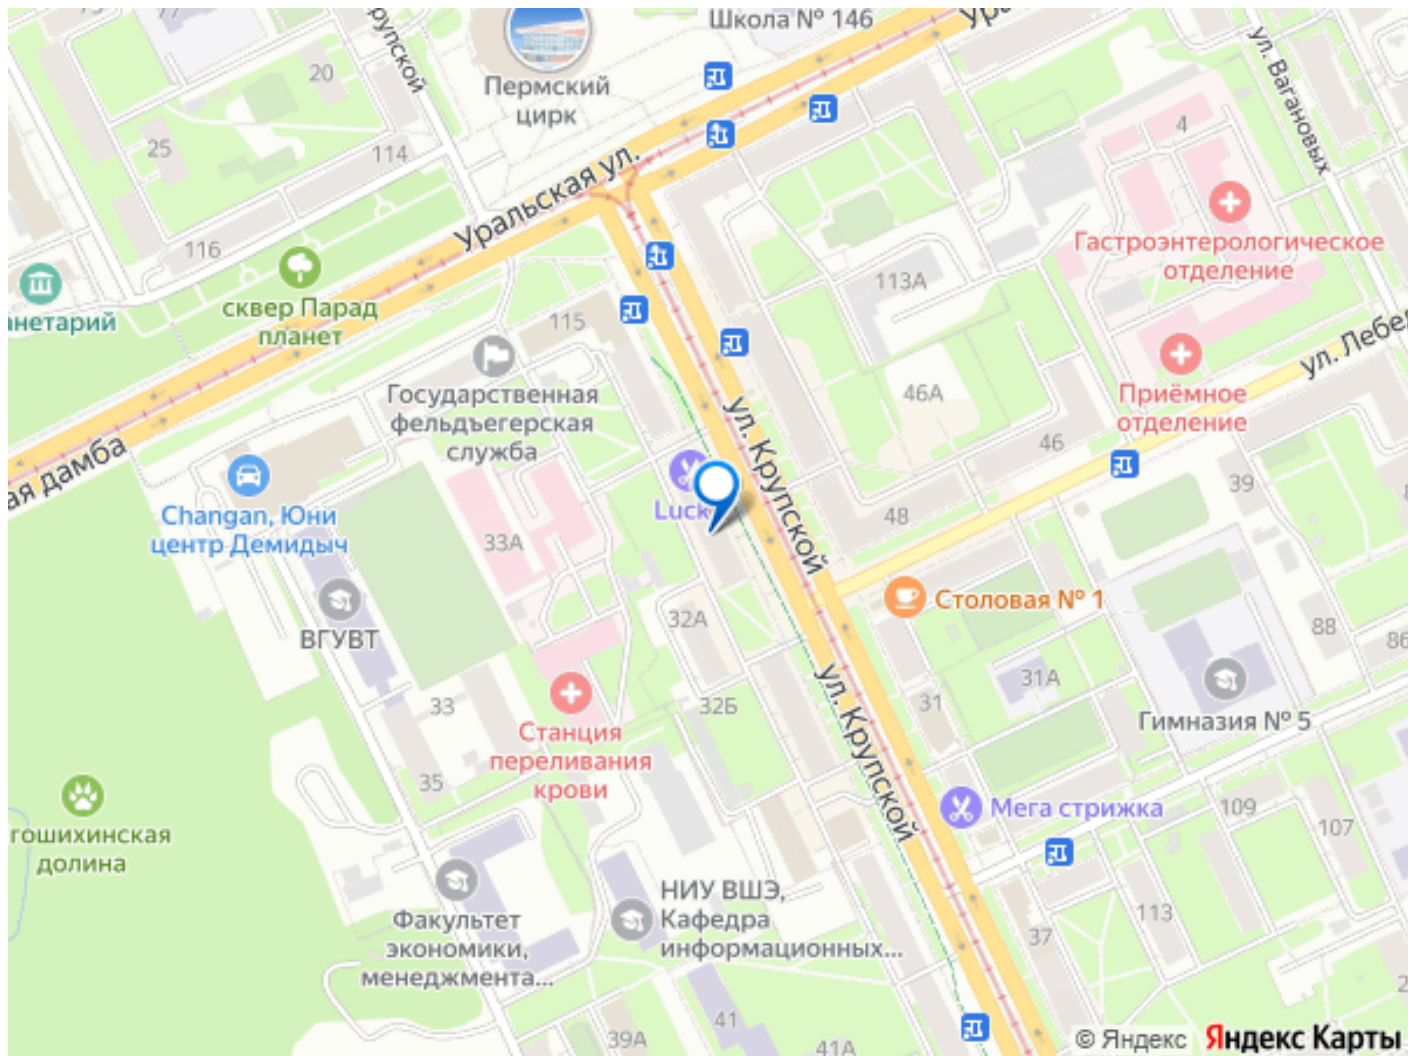 Школа № 146
Пермский
цирк
20
25
114
116
4
ул. Вагановых
Уральская ул.
Гастроэнтерологическое
отделение
сквер Парад
планет
115
113А
Государственная
фельдъегерская
служба
46А
Приёмное
отделение
ул. Крупской
46
48
39
Changan, Юни
центр Демидыч
33А
ВГУВТ
32А
Столовая № 1
88
86
31А
31
Гимназия № 5
ул. Крупской
33
32Б
Станция
переливания
крови
35
Мега стрижка
109
107
долина
Факультет
экономики,
менеджмента...
НИУ ВШЭ,
Кафедра
информационных...
113
37
41
39А
41А
© Яндекс Яндекс Карты